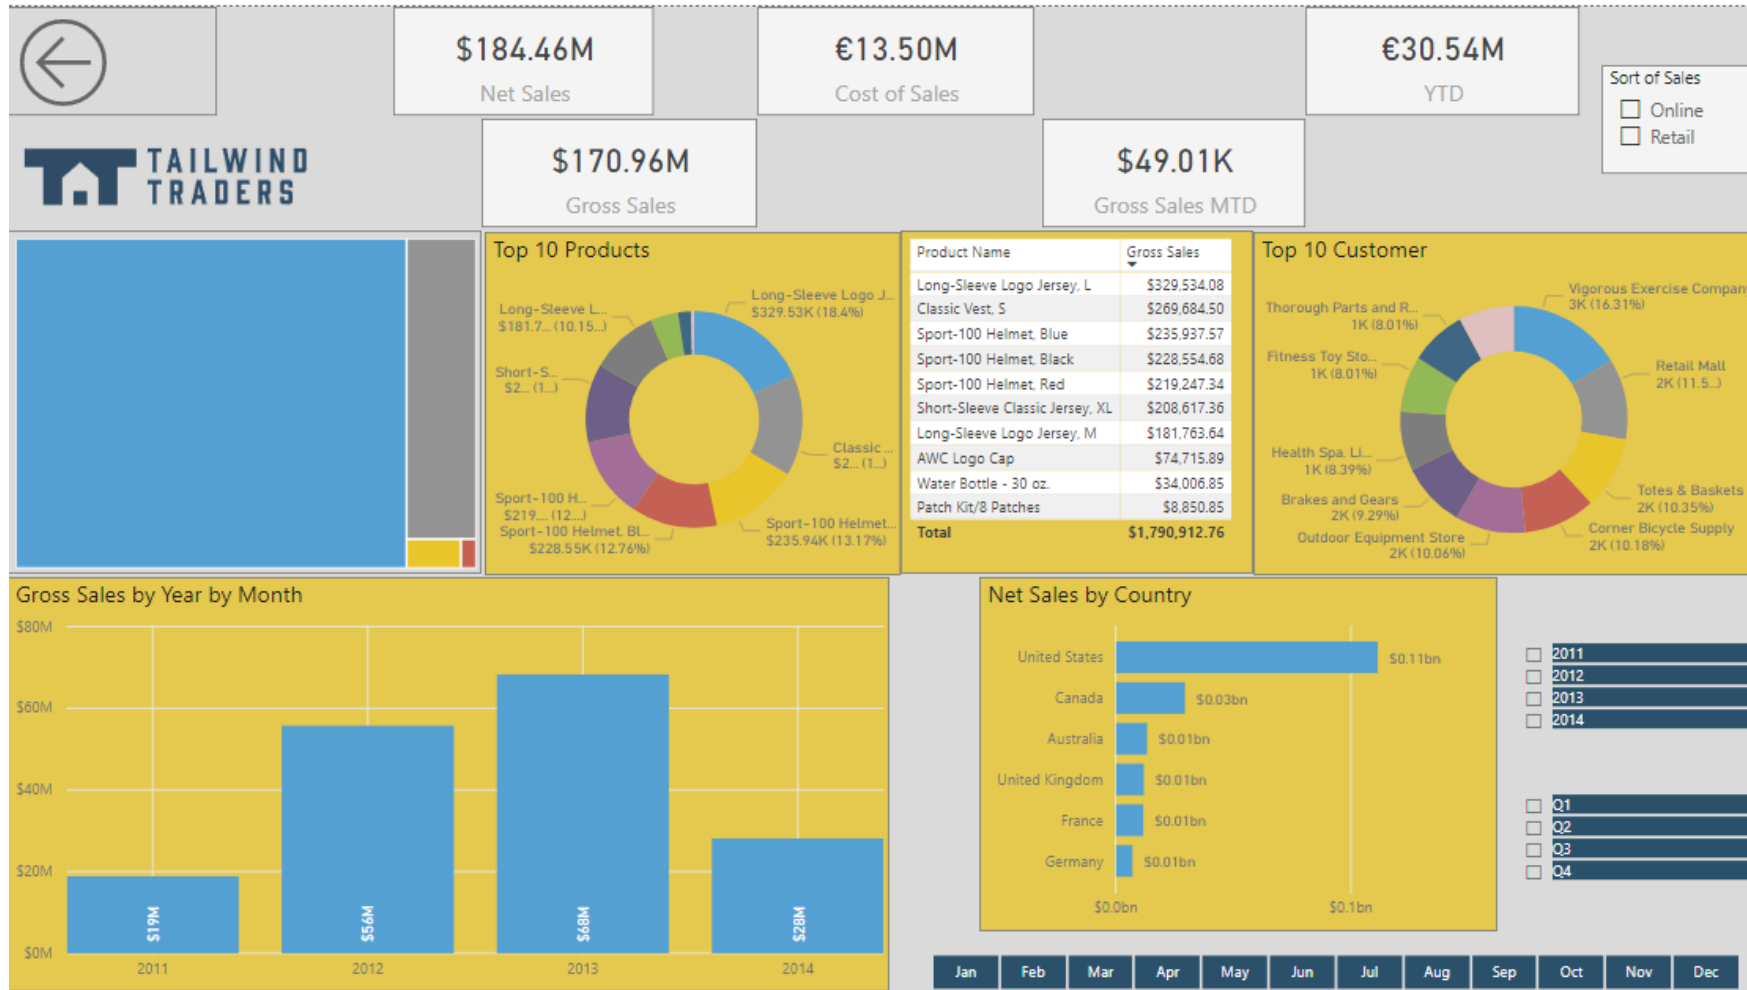 $184.46M
Net Sales
€13.50M
Cost of Sales
€30.54M
YTD
Sort of Sales
Online
Retail
TAILWIND
TRADERS
$170.96M
Gross Sales
$49.01K
Gross Sales MTD
Top 10 Products
Long-Sleeve Logo J...
$329.53K (18.4%)
Classic ...
$2... (1...)
Sport-100 Helmet...
$235.94K (13.17%)
Sport-100 Helmet, Bl...
$228.55K (12.76%)
Sport-100 H...
$219.... (12....)
Short-S...
$2... (1...)
Long-Sleeve L...
$181.7... (10.15...)
Product Name Gross Sales
Long-Sleeve Logo Jersey, L $329,534.08
Classic Vest, S $269,684.50
Sport-100 Helmet, Blue $235,937.57
Sport-100 Helmet, Black $228,554.68
Sport-100 Helmet, Red $219,247.34
Short-Sleeve Classic Jersey, XL $208,617.36
Long-Sleeve Logo Jersey, M $181,763.64
AWC Logo Cap $74,715.89
Water Bottle - 30 oz. $34,006.85
Patch Kit/8 Patches $8,850.85
Total $1,790,912.76
Top 10 Customer
Vigorous Exercise Compan
3K (16.31%)
Retail Mall
2K (11.5...)
Totes & Baskets
2K (10.35%)
Corner Bicycle Supply
2K (10.18%)
Outdoor Equipment Store
2K (10.06%)
Brakes and Gears
2K (9.29%)
Health Spa, Li...
1K (8.39%)
Fitness Toy Sto...
1K (8.01%)
Thorough Parts and R...
1K (8.01%)
Gross Sales by Year by Month
$80M
$60M
$40M
$20M
$0M
$19M
$56M
$68M
$28M
2011
2012
2013
2014
Net Sales by Country
United States $0.11bn
Canada $0.03bn
Australia $0.01bn
United Kingdom $0.01bn
France $0.01bn
Germany $0.01bn
$0.0bn $0.1bn
2011
2012
2013
2014
Q1
Q2
Q3
Q4
Jan Feb Mar Apr May Jun Jul Aug Sep Oct Nov Dec